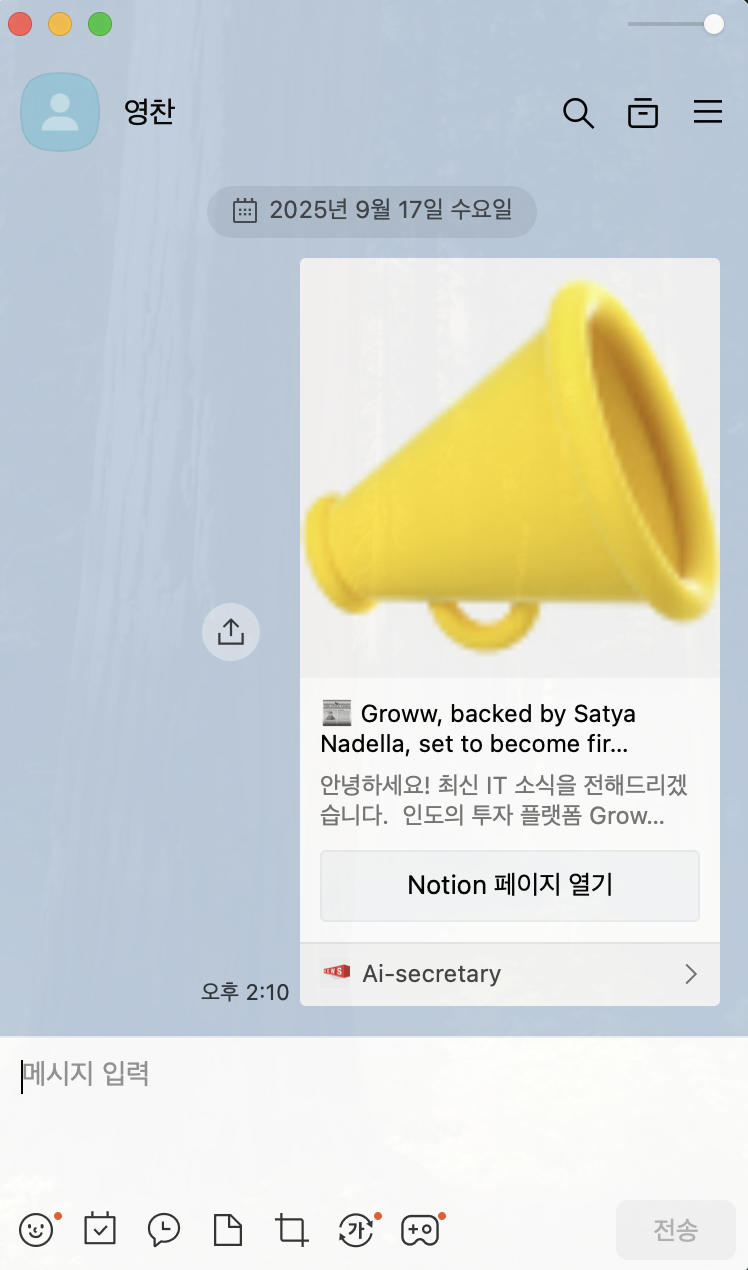 영찬
2025년 9월 17일 수요일
Groww, backed by Satya
Nadella, set to become fir...
안녕하세요! 최신 IT 소식을 전해드리겠
습니다. 인도의 투자 플랫폼 Grow...
Notion 페이지 열기
NEWS Ai-secretary
오후 2:10
메시지 입력
가
전송